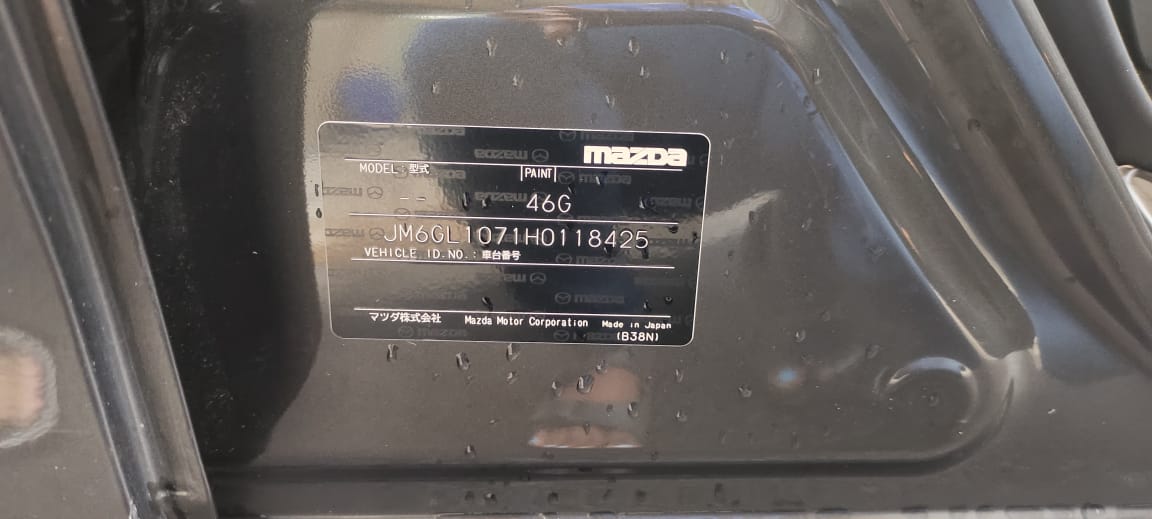 mazda
MODEL : 型式 PAINT
-- 46G
JM6GL1071H0118425
VEHICLE ID.NO.: 車台番号
マツダ株式会社 Mazda Motor Corporation Made in Japan
(B38N)